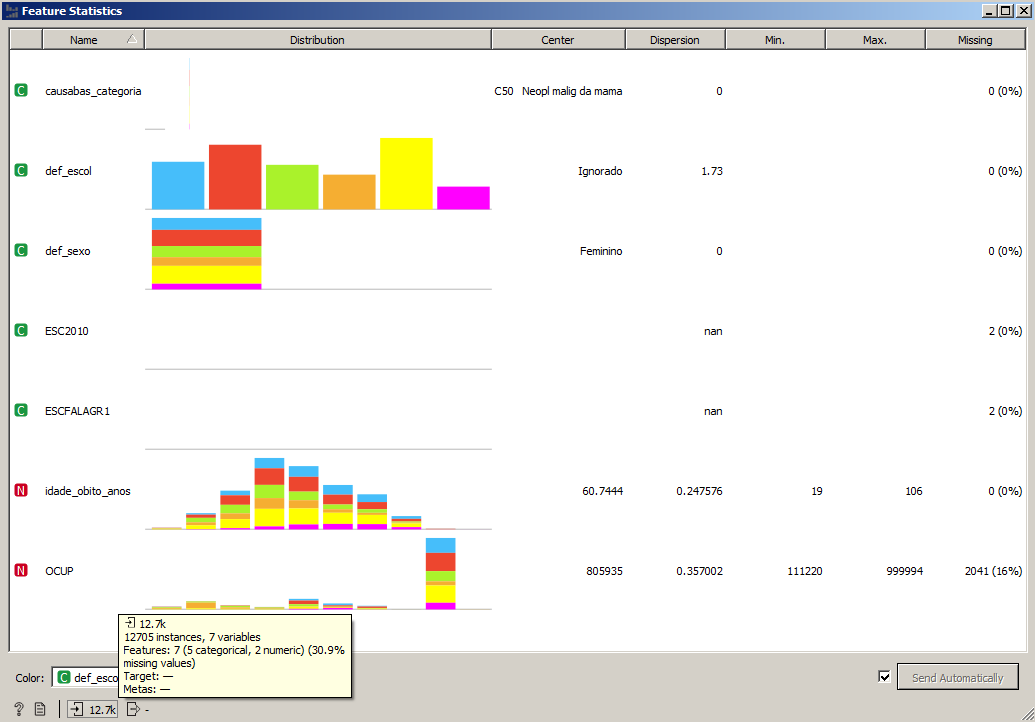 Feature Statistics
Name Distribution Center Dispersion Min. Max. Missing
C causabas_categoria C50 Neopl malig da mama 0 0 (0%)
C def_escol Ignorado 1.73 0 (0%)
C def_sexo Feminino 0 0 (0%)
C ESC2010 nan 2 (0%)
C ESCFALAGR1 nan 2 (0%)
N idade_obito_anos 60.7444 0.247576 19 106 0 (0%)
N OCUP 805935 0.357002 111220 999994 2041 (16%)
12.7k
12705 instances, 7 variables
Features: 7 (5 categorical, 2 numeric) (30.9%
missing values)
Target: —
Metas: —
Color: C def_esco
Send Automatically
? 12.7k -